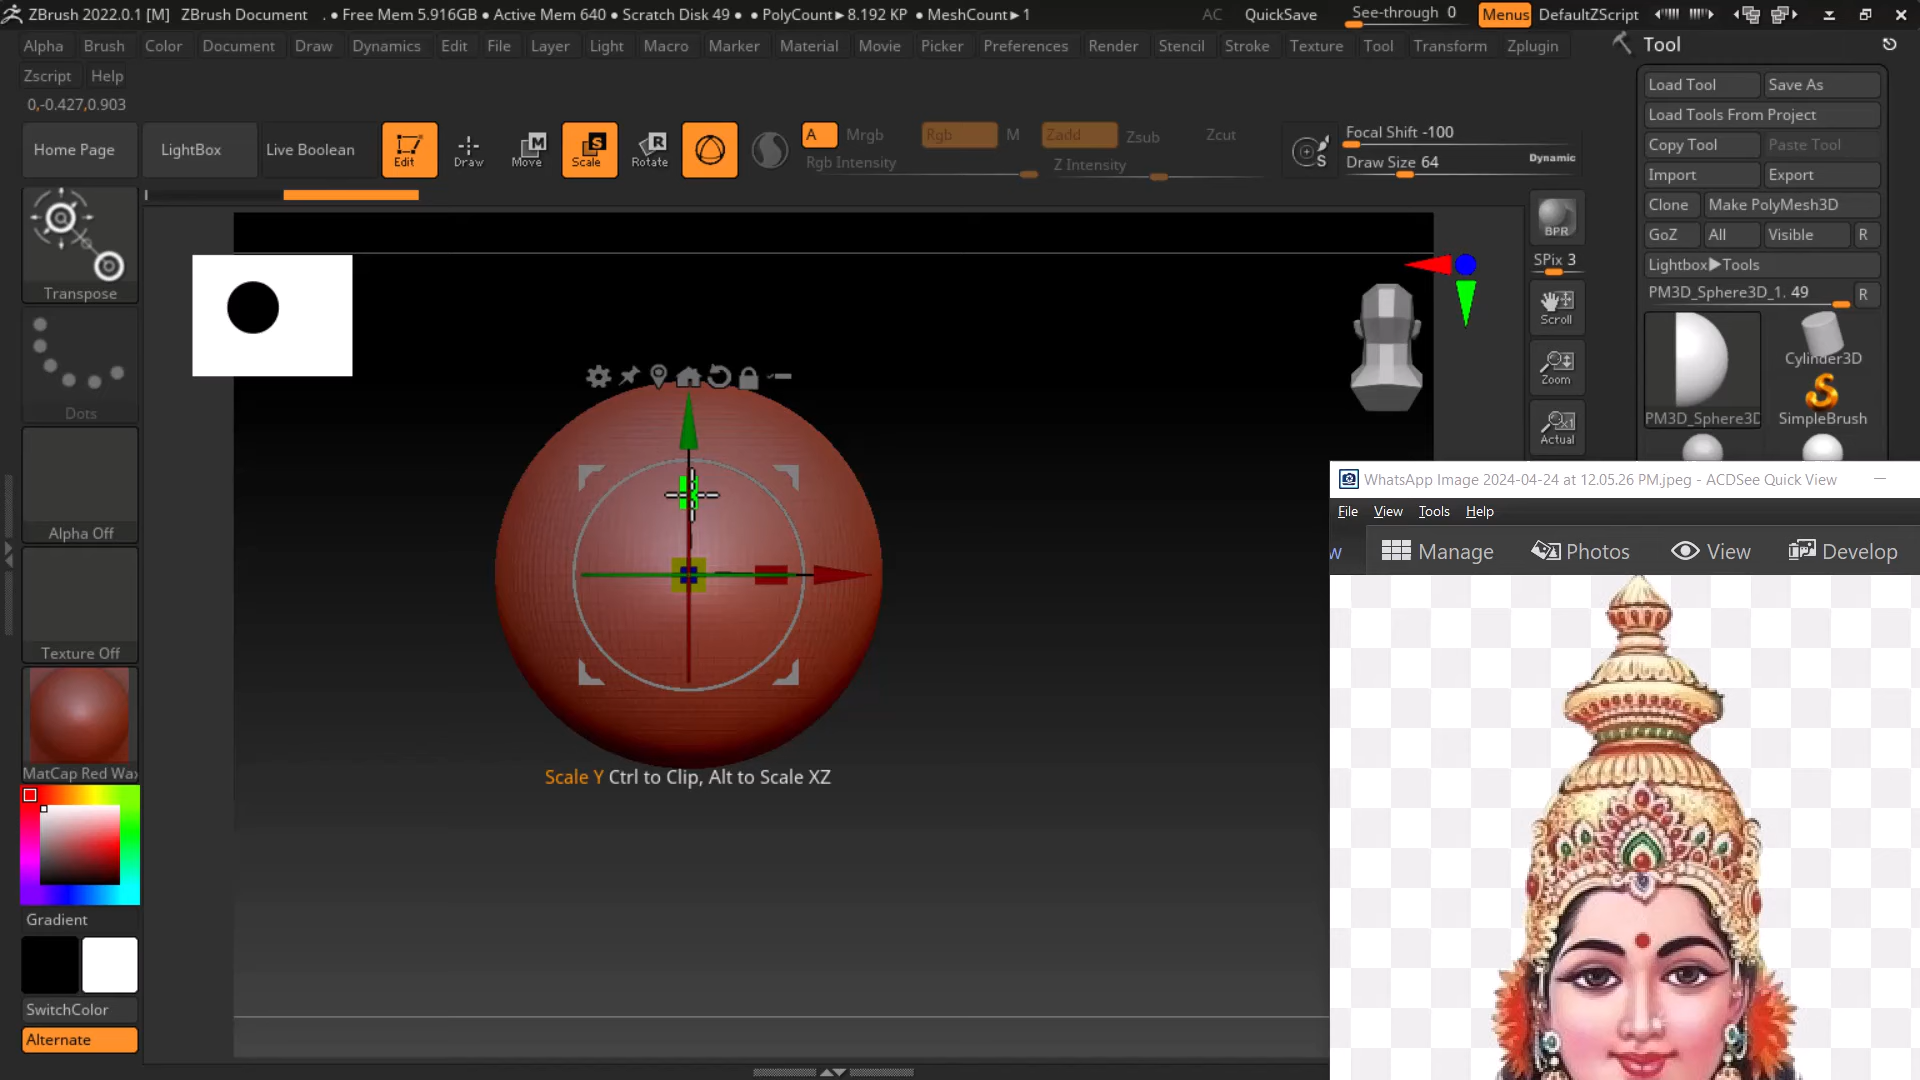 ZBrush 2022.0.1 [M] ZBrush Document . ● Free Mem 5.916GB ● Active Mem 640 ● Scratch Disk 49 ● ● PolyCount► 8.192 KP ● MeshCount► 1 AC QuickSave See-through 0 Menus DefaultZScript
Alpha Brush Color Document Draw Dynamics Edit File Layer Light Macro Marker Material Movie Picker Preferences Render Stencil Stroke Texture Tool Transform Zplugin
Zscript Help
0,-0.427,0.903
Home Page LightBox Live Boolean Edit Draw Move Scale Rotate A Mrgb Rgb M Zadd Zsub Zcut
Rgb Intensity Z Intensity
Focal Shift -100
Draw Size 64 Dynamic
Tool
Load Tool Save As
Load Tools From Project
Copy Tool Paste Tool
Import Export
Clone Make PolyMesh3D
GoZ All Visible R
Lightbox►Tools
PM3D_Sphere3D_1. 49 R
Cylinder3D
PM3D_Sphere3D SimpleBrush
BPR
SPix 3
Scroll
Zoom
Actual
Transpose
Dots
Alpha Off
Texture Off
MatCap Red Wax
Gradient
SwitchColor
Alternate
Scale Y Ctrl to Clip, Alt to Scale XZ
WhatsApp Image 2024-04-24 at 12.05.26 PM.jpeg - ACDSee Quick View
File View Tools Help
w Manage Photos View Develop